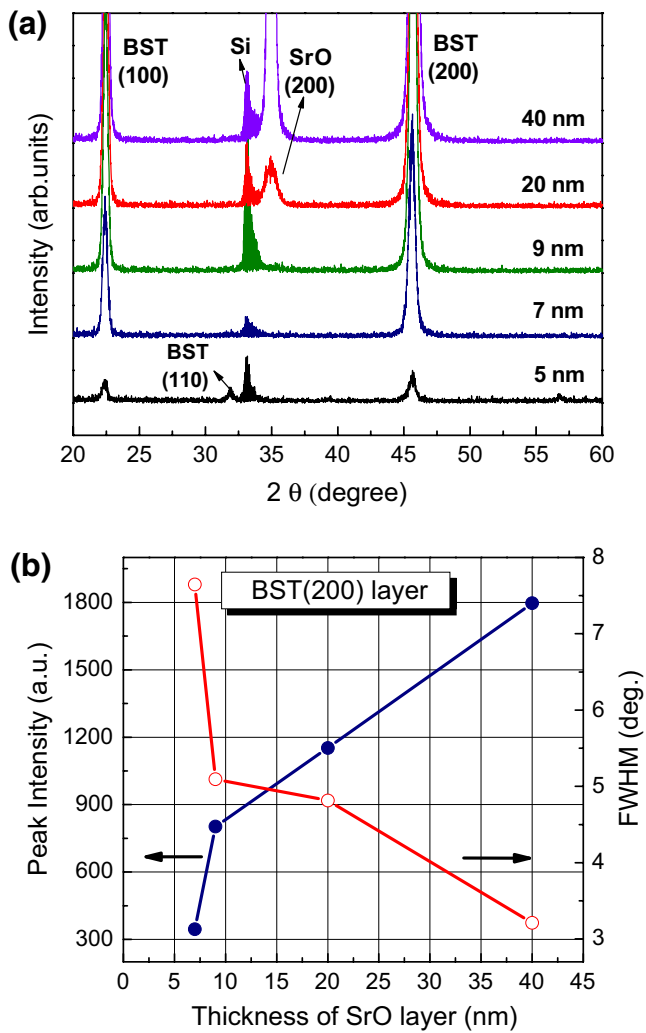 (a)
BST
(100)
Si
SrO
(200)
BST
(200)
40 nm
20 nm
9 nm
7 nm
BST
(110)
5 nm
Intensity (arb.units)
20 25 30 35 40 45 50 55 60
2 θ (degree)
(b)
BST(200) layer
1800
1500
1200
900
600
300
Peak Intensity (a.u.)
8
7
6
5
4
3
FWHM (deg.)
0 5 10 15 20 25 30 35 40 45
Thickness of SrO layer (nm)